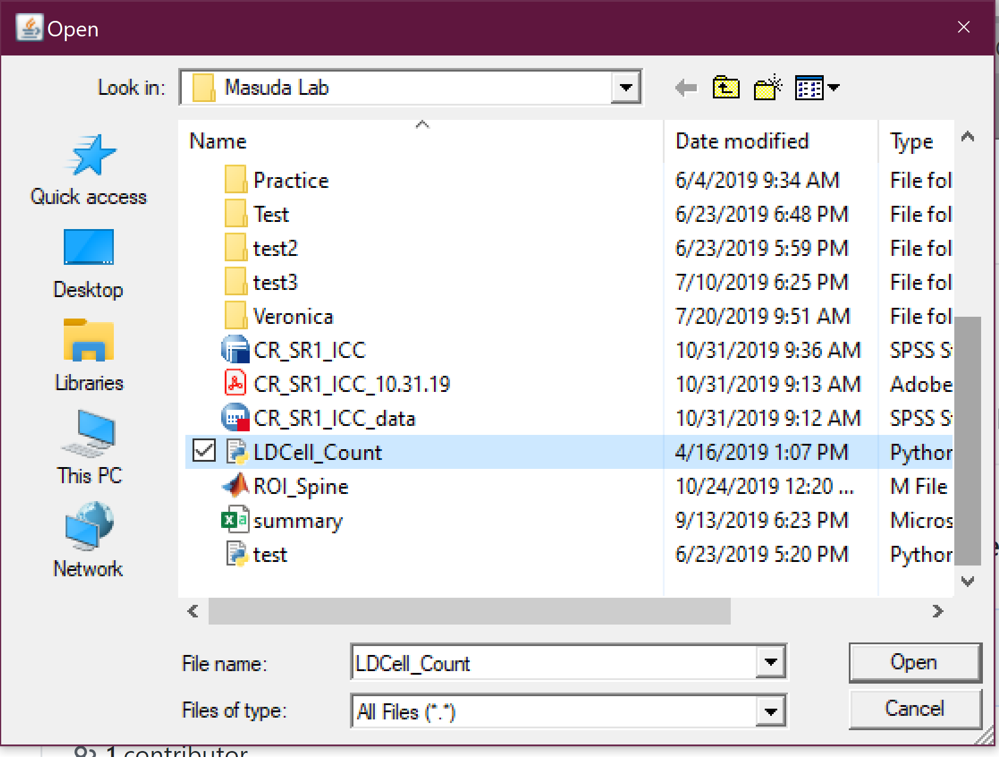 Open
Look in: Masuda Lab
Name Date modified Type
Practice 6/4/2019 9:34 AM File fol
Test 6/23/2019 6:48 PM File fol
test2 6/23/2019 5:59 PM File fol
test3 7/10/2019 6:25 PM File fol
Veronica 7/20/2019 9:51 AM File fol
CR_SR1_ICC 10/31/2019 9:36 AM SPSS St
CR_SR1_ICC_10.31.19 10/31/2019 9:13 AM Adobe
CR_SR1_ICC_data 10/31/2019 9:12 AM SPSS St
LDCell_Count 4/16/2019 1:07 PM Python
ROI_Spine 10/24/2019 12:20 ... M File
summary 9/13/2019 6:23 PM Micros
test 6/23/2019 5:20 PM Python
Quick access
Desktop
Libraries
This PC
Network
File name: LDCell_Count Open
Files of type: All Files (*.*) Cancel
1 contributor